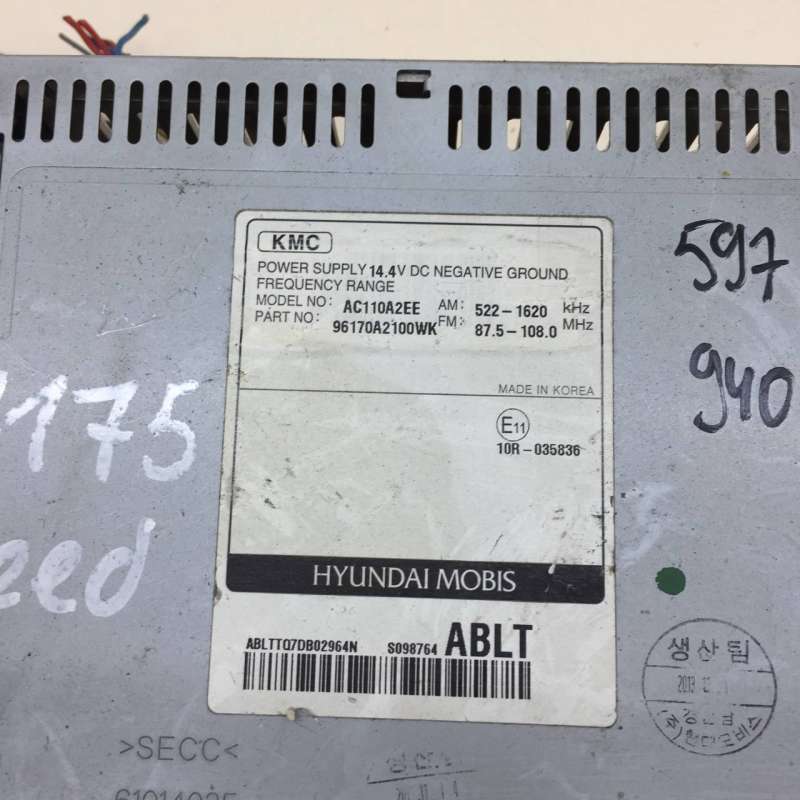 KMC
POWER SUPPLY 14.4V DC NEGATIVE GROUND
FREQUENCY RANGE
MODEL NO: AC110A2EE AM: 522-1620 kHz
PART NO: 96170A2100WK FM: 87.5-108.0 MHz
MADE IN KOREA
E11
10R-035836
HYUNDAI MOBIS
ABLTTQ7DB02964N S098764 ABLT
597
940
175
eed
생산팀
2013
>SECC<